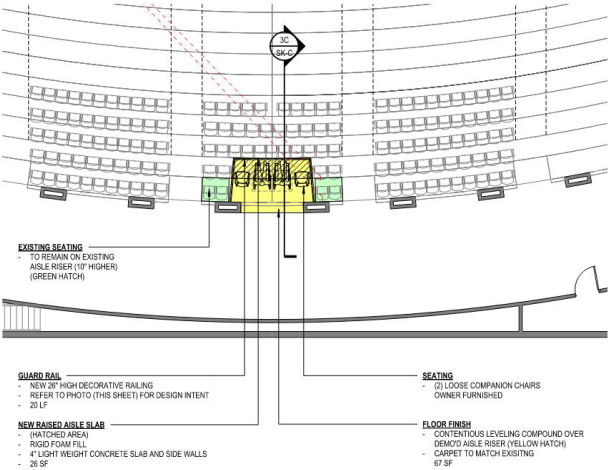 3C
SK-C
EXISTING SEATING
- TO REMAIN ON EXISTING
AISLE RISER (10" HIGHER)
(GREEN HATCH)
GUARD RAIL
- NEW 26" HIGH DECORATIVE RAILING
- REFER TO PHOTO (THIS SHEET) FOR DESIGN INTENT
- 20 LF
NEW RAISED AISLE SLAB
- (HATCHED AREA)
- RIGID FOAM FILL
- 4" LIGHT WEIGHT CONCRETE SLAB AND SIDE WALLS
- 26 SF
SEATING
- (2) LOOSE COMPANION CHAIRS
OWNER FURNISHED
FLOOR FINISH
- CONTENTIOUS LEVELING COMPOUND OVER
DEMO'D AISLE RISER (YELLOW HATCH)
- CARPET TO MATCH EXISITNG
67 SF